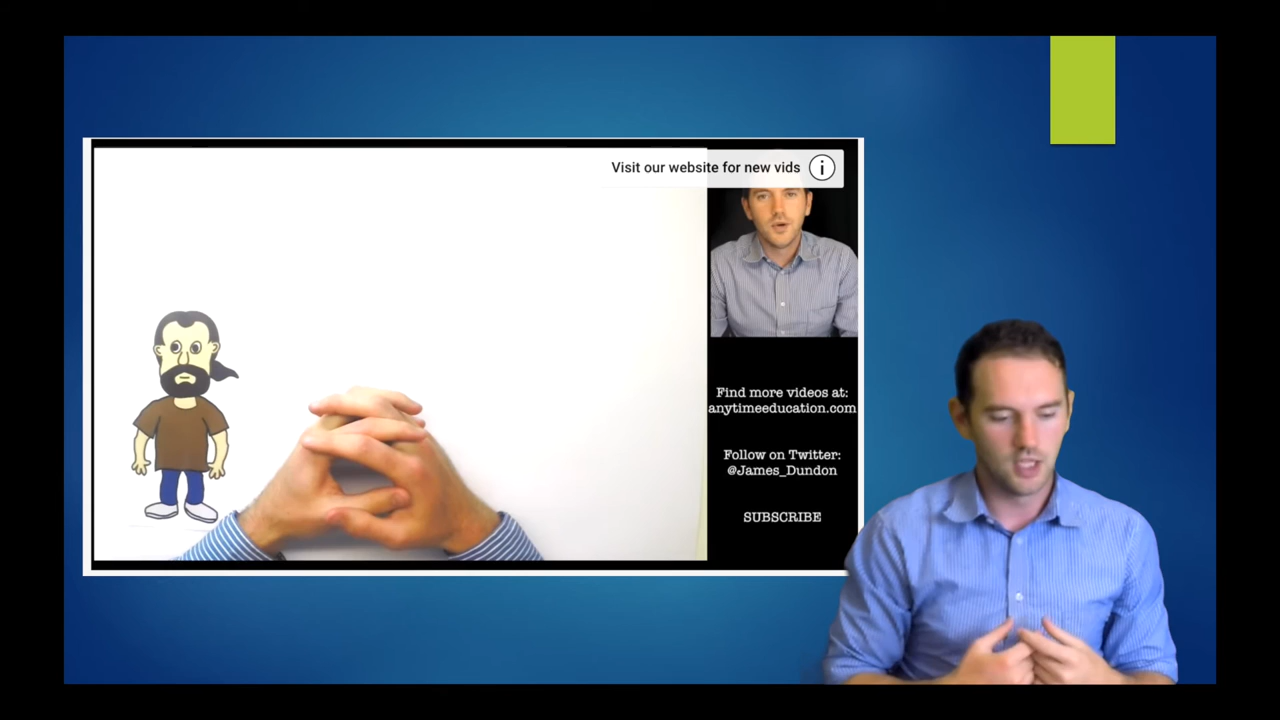 Visit our website for new vids
Find more videos at:
anytimeeducation.com
Follow on Twitter:
@James_Dundon
SUBSCRIBE